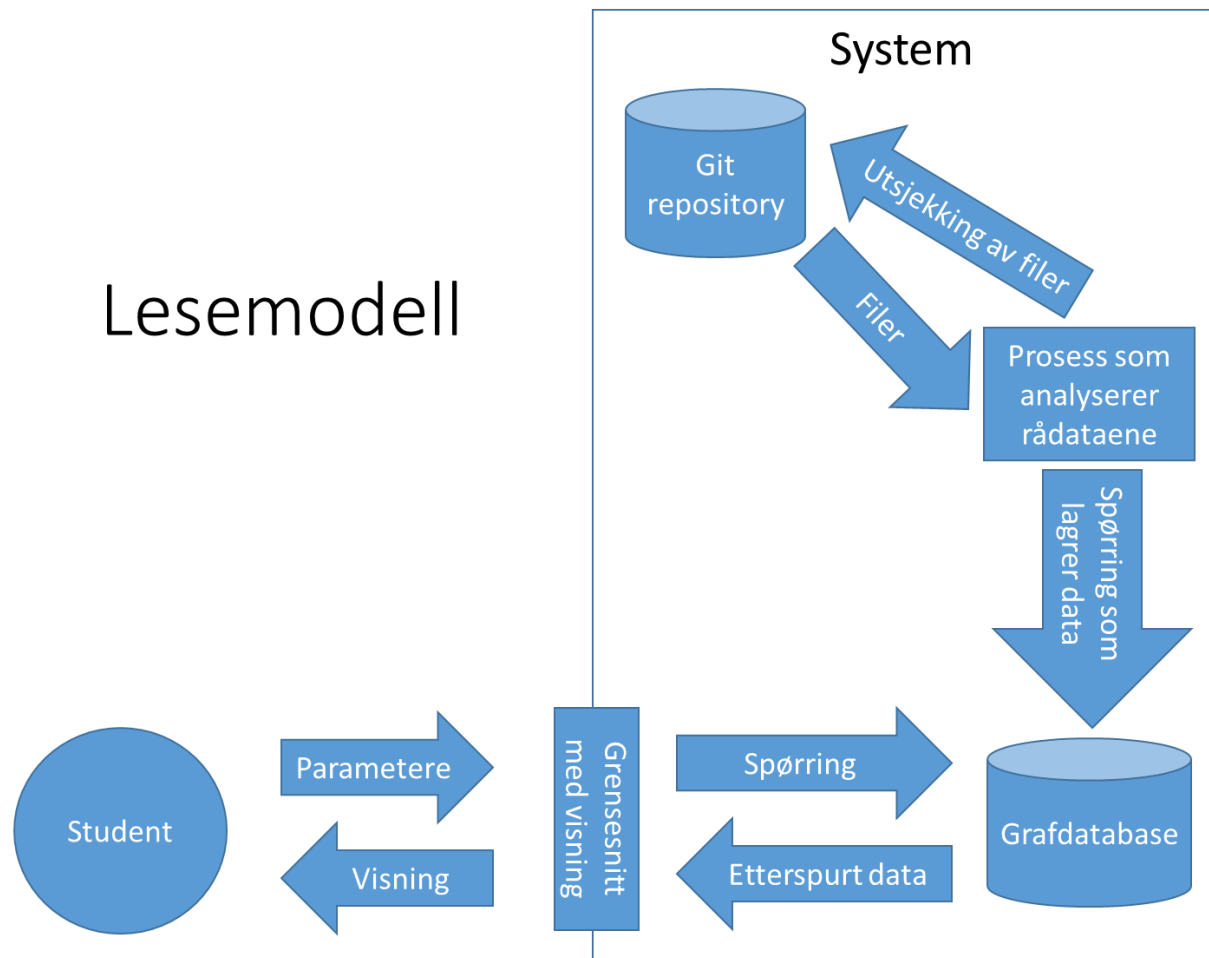 System
Git
repository
Utsjekking av filer
Filer
Lesemodell
Prosess som
analyserer
rådataene
Spørring som
lagrer data
Student
Parametere
Visning
Grensesnitt
med visning
Spørring
Etterspurt data
Grafdatabase